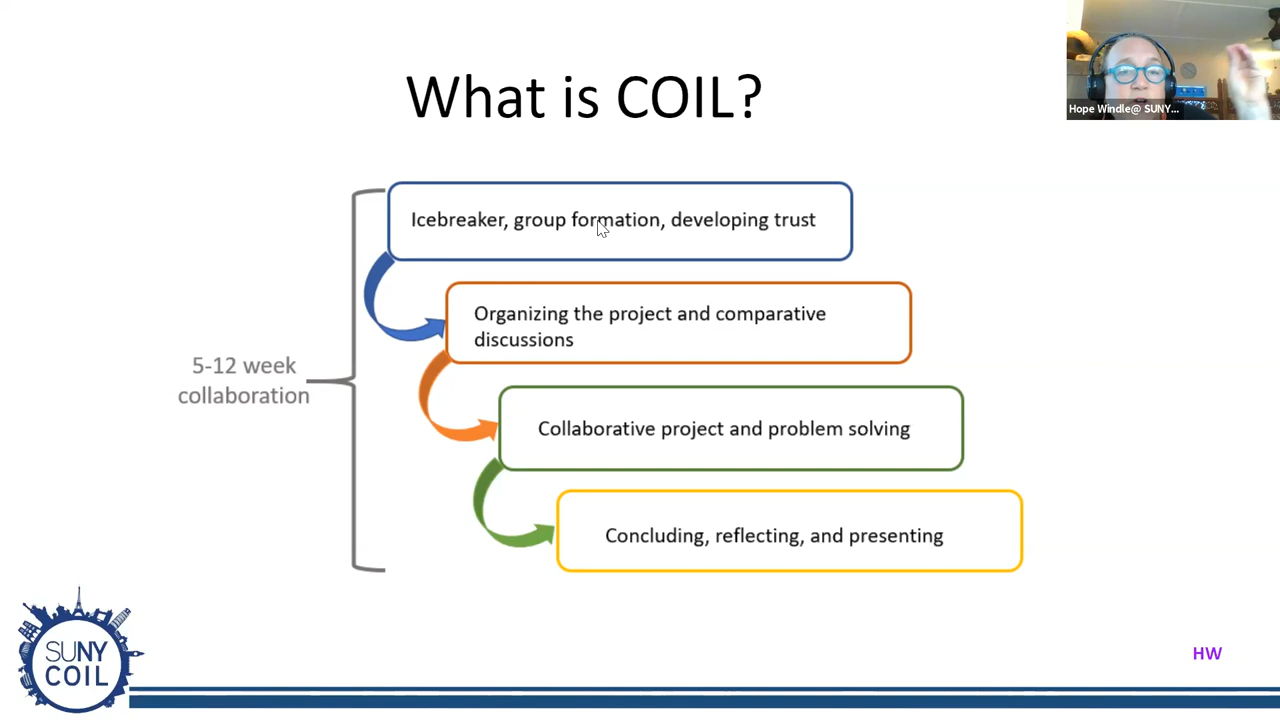 What is COIL?
Hope Windle@ SUNY...
Icebreaker, group formation, developing trust
Organizing the project and comparative
discussions
5-12 week
collaboration
Collaborative project and problem solving
Concluding, reflecting, and presenting
SUNY
COIL
HW